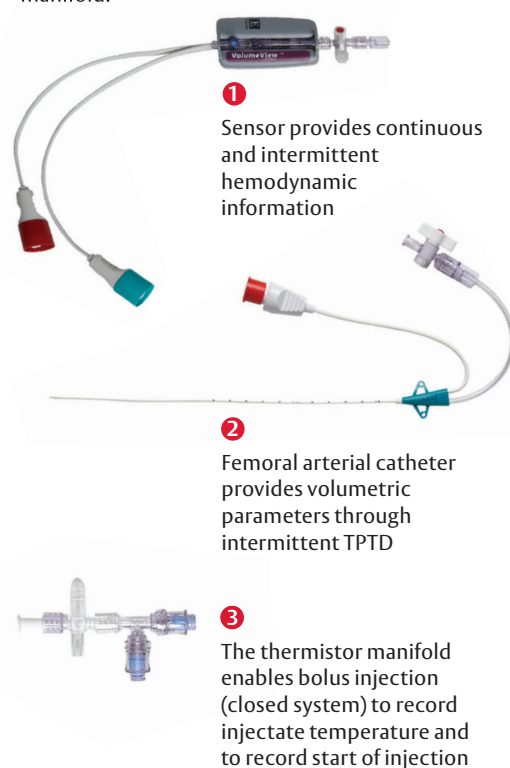 manifold.
VolumeView™
1
Sensor provides continuous
and intermittent
hemodynamic
information
2
Femoral arterial catheter
provides volumetric
parameters through
intermittent TPTD
3
The thermistor manifold
enables bolus injection
(closed system) to record
injectate temperature and
to record start of injection